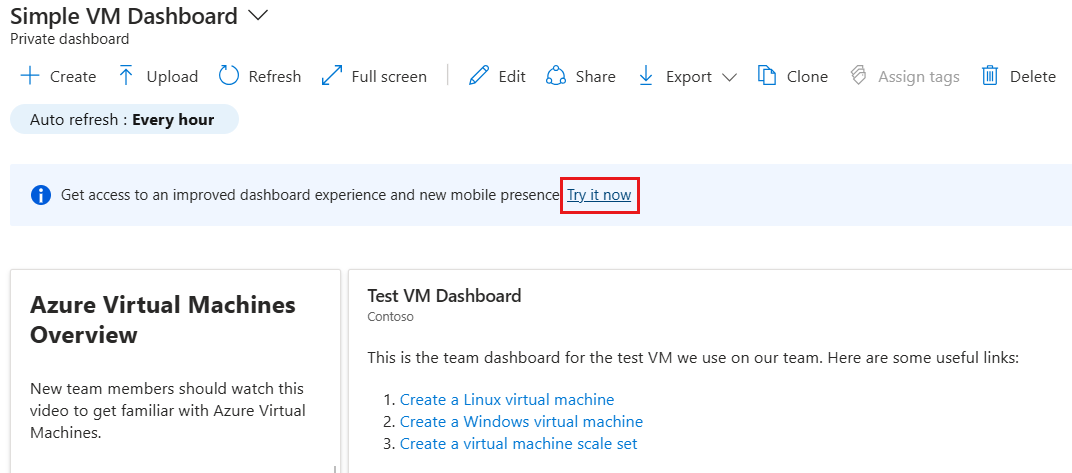 Simple VM Dashboard
Private dashboard
Create Upload Refresh Full screen Edit Share Export Clone Assign tags Delete
Auto refresh : Every hour
Get access to an improved dashboard experience and new mobile presence Try it now
Azure Virtual Machines
Overview
New team members should watch this
video to get familiar with Azure Virtual
Machines.
Test VM Dashboard
Contoso
This is the team dashboard for the test VM we use on our team. Here are some useful links:
1. Create a Linux virtual machine
2. Create a Windows virtual machine
3. Create a virtual machine scale set